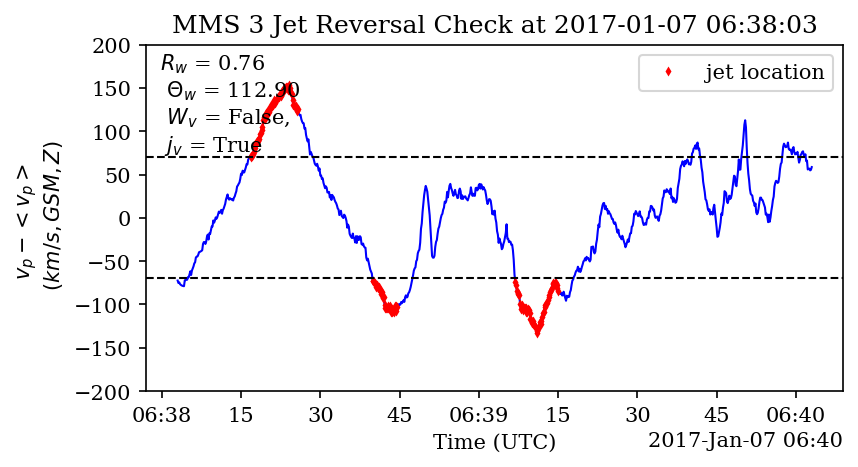 MMS 3 Jet Reversal Check at 2017-01-07 06:38:03
R_w = 0.76
Θ_w = 112.90
W_v = False,
j_v = True
jet location
v_p − <v_p>
(km/s, GSM, Z)
200
150
100
50
0
−50
−100
−150
−200
06:38 15 30 45 06:39 15 30 45 06:40
Time (UTC)
2017-Jan-07 06:40